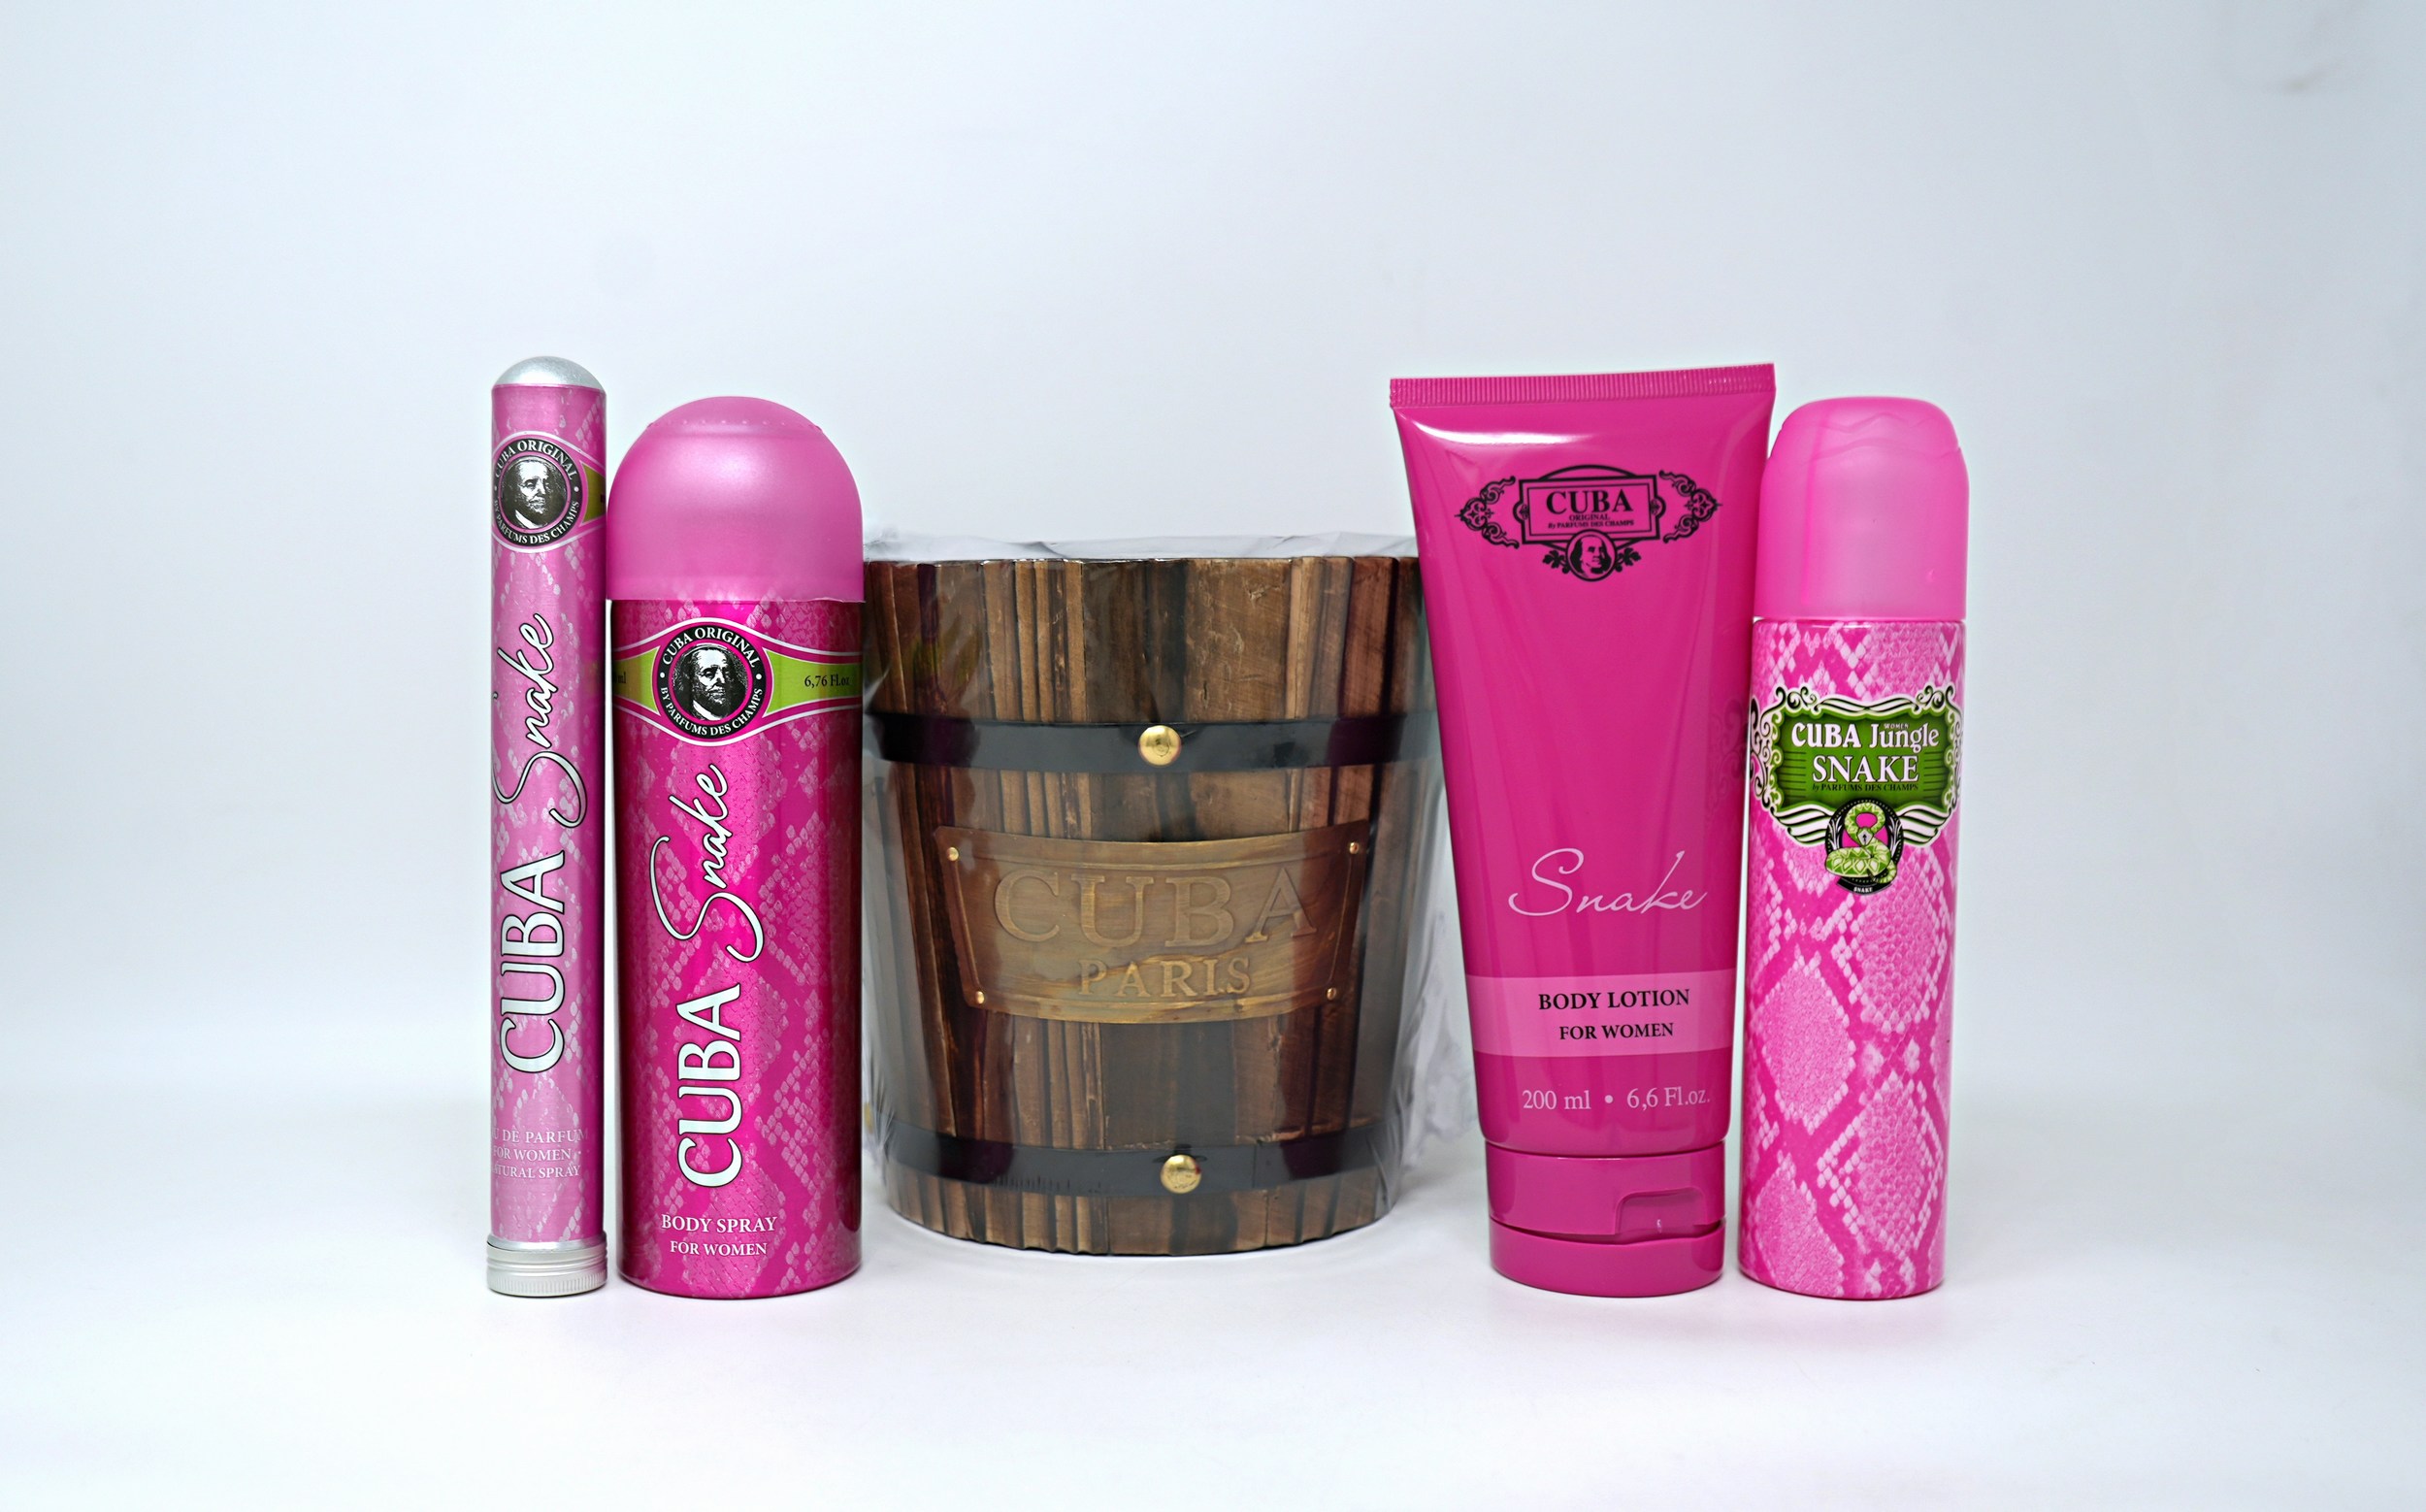 CUBA ORIGINAL
BY PARFUMS DES CHAMPS
CUBA Snake
DE PARFUM
FOR WOMEN
SPRAY
CUBA ORIGINAL
BY PARFUMS DES CHAMPS
ml
6,76 Fl.oz
CUBA Snake
BODY SPRAY
FOR WOMEN
CUBA
PARIS
CUBA
ORIGINAL
By PARFUMS DES CHAMPS
Snake
BODY LOTION
FOR WOMEN
200 ml • 6,6 Fl.oz.
WOMEN
CUBA Jungle
SNAKE
by PARFUMS DES CHAMPS
SNAKE